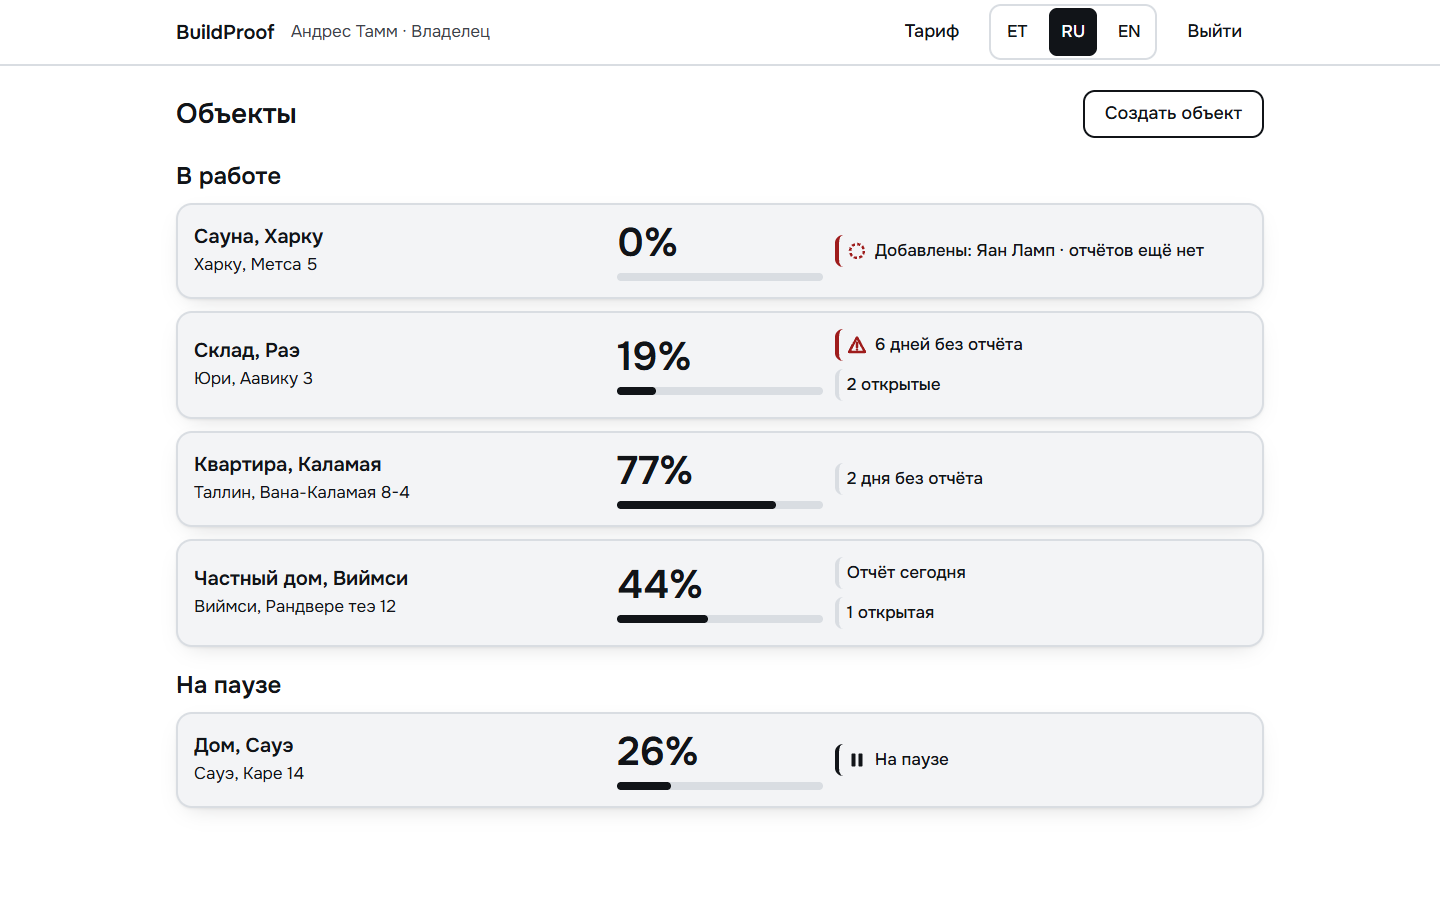 BuildProof Андрес Тамм · Владелец Тариф ET RU EN Выйти
Объекты Создать объект
В работе
Сауна, Харку
Харку, Метса 5
0%
Добавлены: Яан Ламп · отчётов ещё нет
Склад, Раэ
Юри, Аавику 3
19%
6 дней без отчёта
2 открытые
Квартира, Каламая
Таллин, Вана-Каламая 8-4
77%
2 дня без отчёта
Частный дом, Виймси
Виймси, Рандвере теэ 12
44%
Отчёт сегодня
1 открытая
На паузе
Дом, Сауэ
Сауэ, Каре 14
26%
На паузе